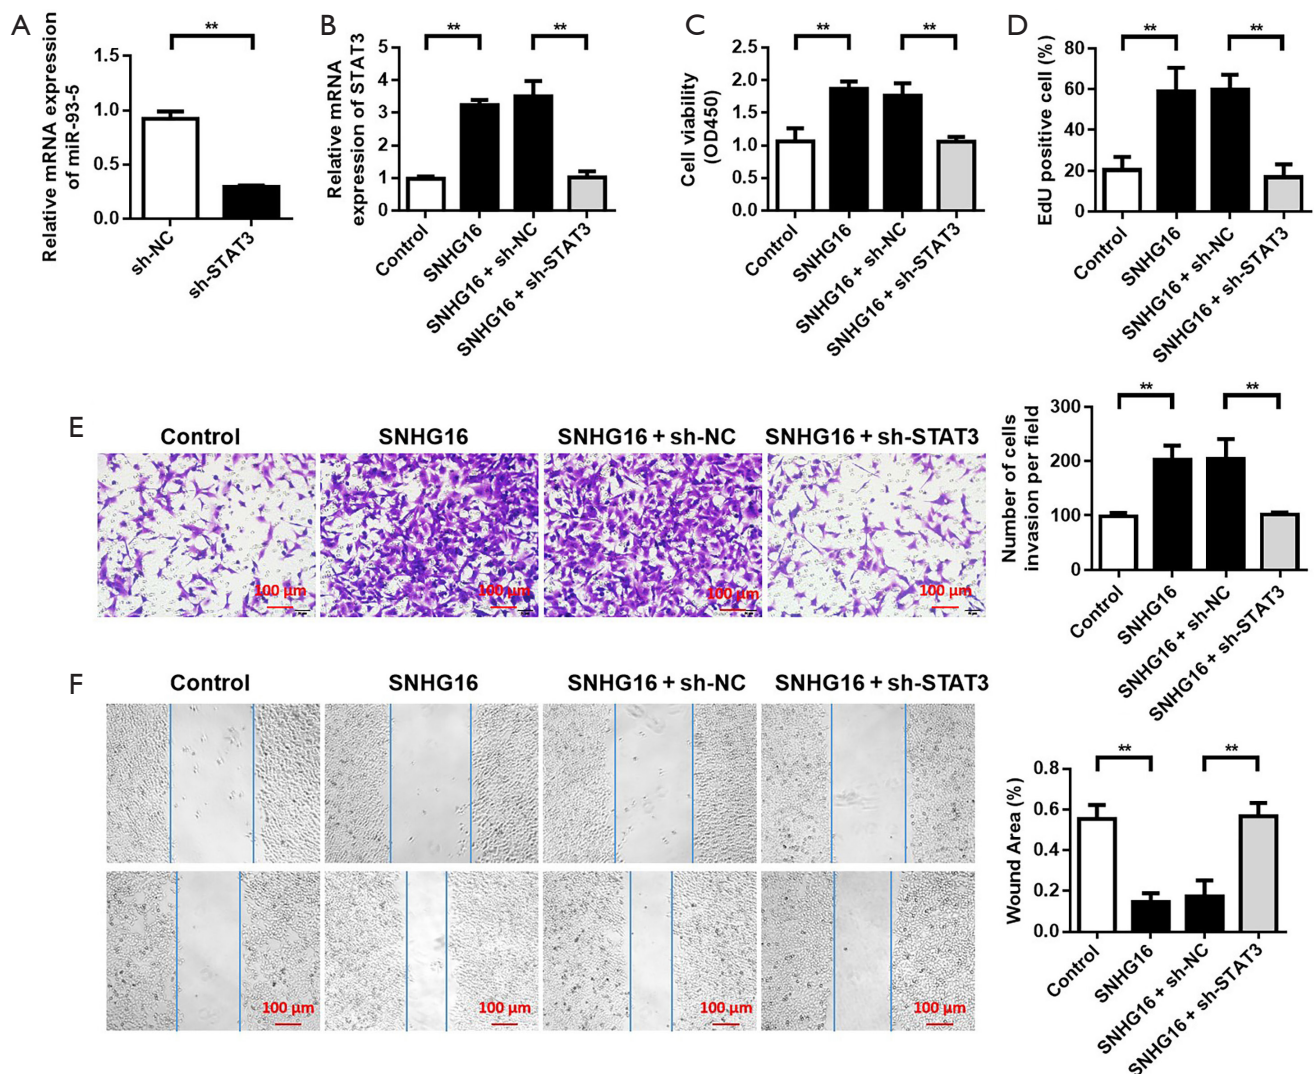 A
Relative mRNA expression
of miR-93-5
**
1.5
1.0
0.5
0.0
sh-NC
sh-STAT3
B
Relative mRNA
expression of STAT3
**
**
5
4
3
2
1
0
Control
SNHG16
SNHG16 + sh-NC
SNHG16 + sh-STAT3
C
Cell viability
(OD450)
**
**
2.5
2.0
1.5
1.0
0.5
0.0
Control
SNHG16
SNHG16 + sh-NC
SNHG16 + sh-STAT3
D
EdU positive cell (%)
**
**
80
60
40
20
0
Control
SNHG16
SNHG16 + sh-NC
SNHG16 + sh-STAT3
E
Control
SNHG16
SNHG16 + sh-NC
SNHG16 + sh-STAT3
100 μm
100 μm
100 μm
100 μm
Number of cells
invasion per field
**
**
300
200
100
0
Control
SNHG16
SNHG16 + sh-NC
SNHG16 + sh-STAT3
F
Control
SNHG16
SNHG16 + sh-NC
SNHG16 + sh-STAT3
100 μm
100 μm
100 μm
100 μm
Wound Area (%)
**
**
0.8
0.6
0.4
0.2
0.0
Control
SNHG16
SNHG16 + sh-NC
SNHG16 + sh-STAT3